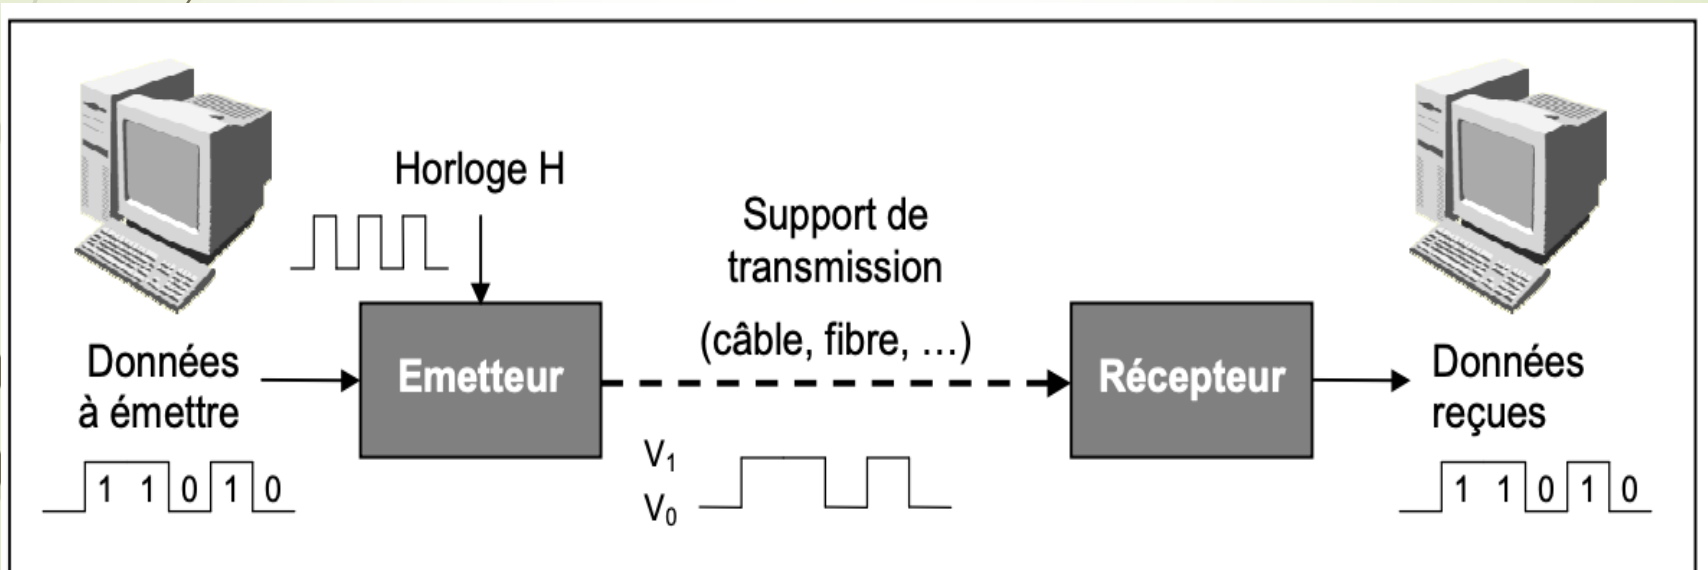 Horloge H
Support de
transmission
(câble, fibre, …)
Données
à émettre
Emetteur
Récepteur
Données
reçues
1 1 0 1 0
V₁
V₀
1 1 0 1 0